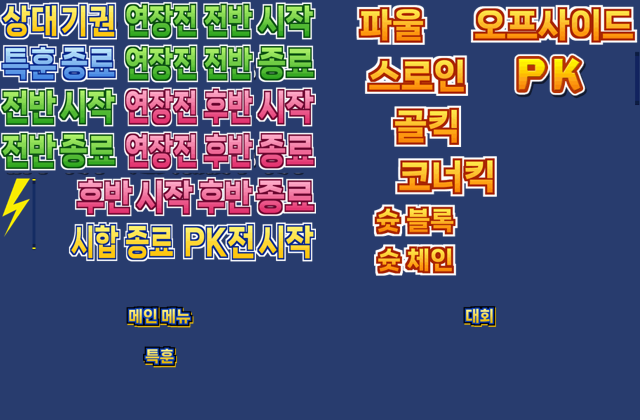 상대기권 연장전 전반 시작
특훈 종료 연장전 전반 종료
전반 시작 연장전 후반 시작
전반 종료 연장전 후반 종료
후반 시작 후반 종료
시합 종료 PK전 시작
파울 오프사이드
스로인 PK
골킥
코너킥
슛 블록
슛 체인
메인 메뉴 대회
특훈